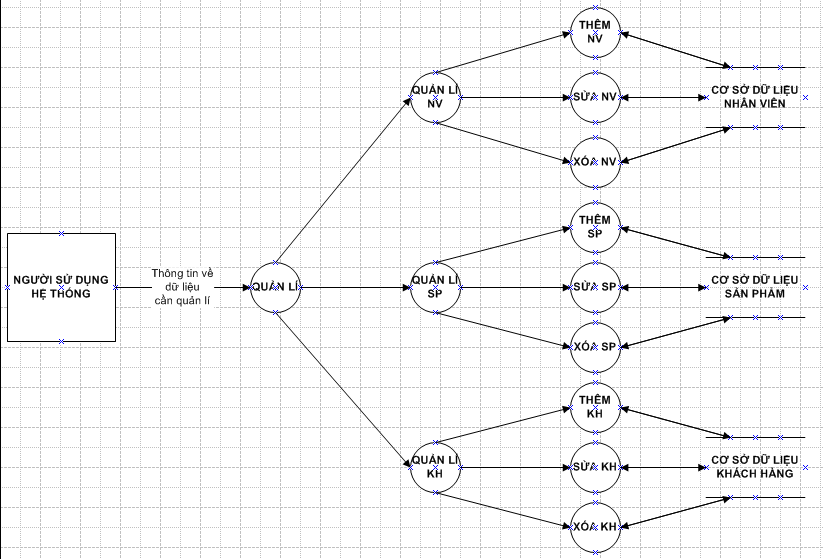 THÊM
NV
QUẢN LÍ
NV
SỬA NV
CƠ SỞ DỮ LIỆU
NHÂN VIÊN
XÓA NV
THÊM
SP
NGƯỜI SỬ DỤNG
HỆ THỐNG
Thông tin về
dữ liệu
cần quản lí
QUẢN LÍ
QUẢN LÍ
SP
SỬA SP
CƠ SỞ DỮ LIỆU
SẢN PHẨM
XÓA SP
THÊM
KH
QUẢN LÍ
KH
SỬA KH
CƠ SỞ DỮ LIỆU
KHÁCH HÀNG
XÓA KH